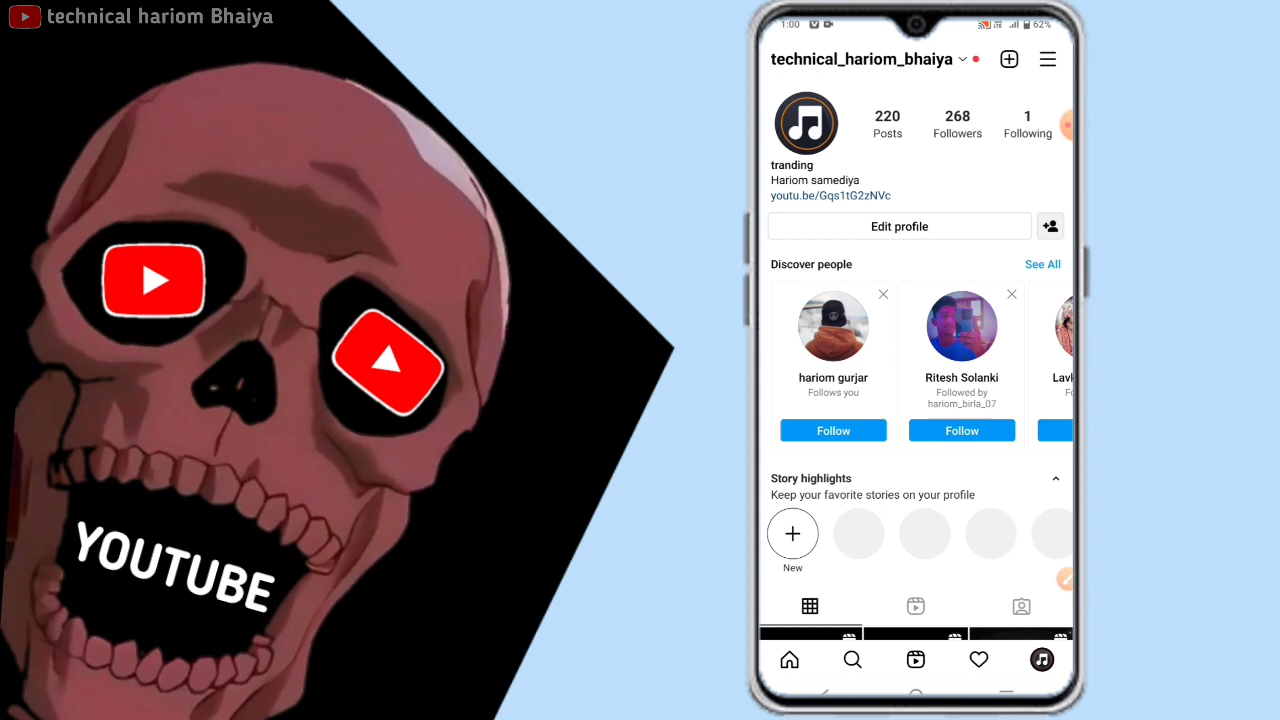 technical hariom Bhaiya
YOUTUBE
1:00
62%
technical_hariom_bhaiya
220
Posts
268
Followers
1
Following
tranding
Hariom samediya
youtu.be/Gqs1tG2zNVc
Edit profile
Discover people
See All
hariom gurjar
Follows you
Follow
Ritesh Solanki
Followed by
hariom_birla_07
Follow
Story highlights
Keep your favorite stories on your profile
New